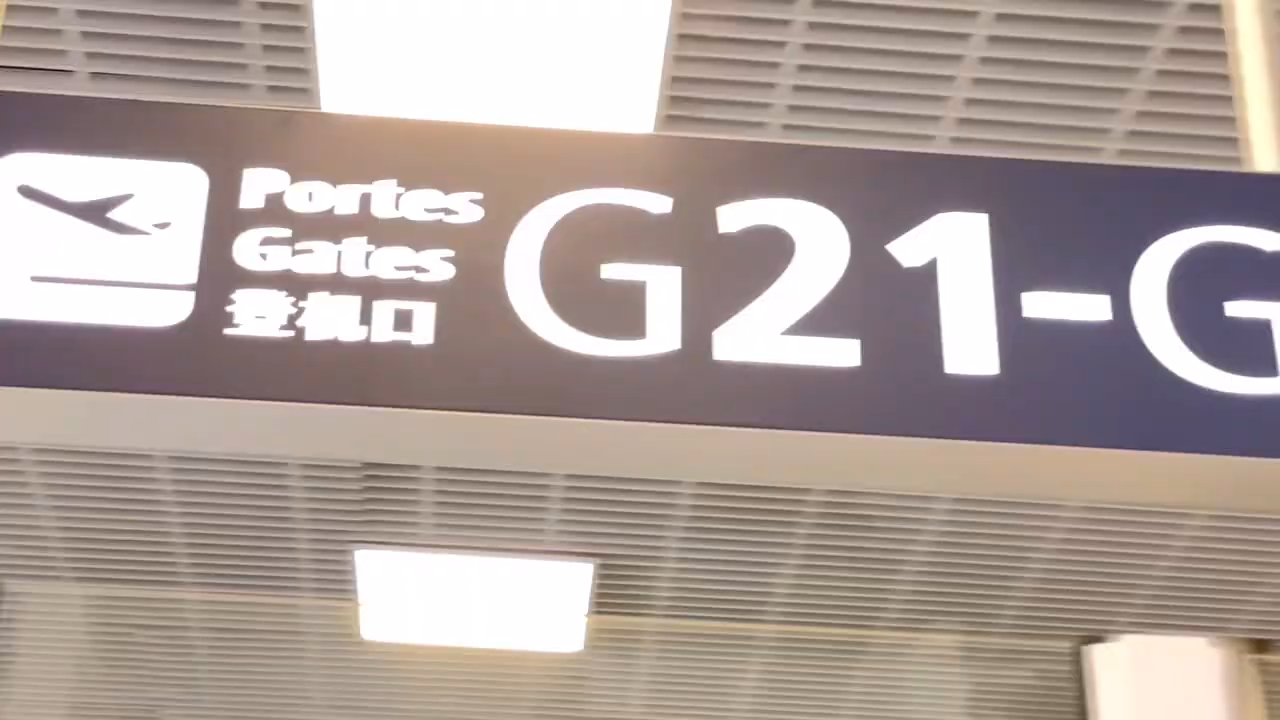 Portes
Gates
登机口
G21-G